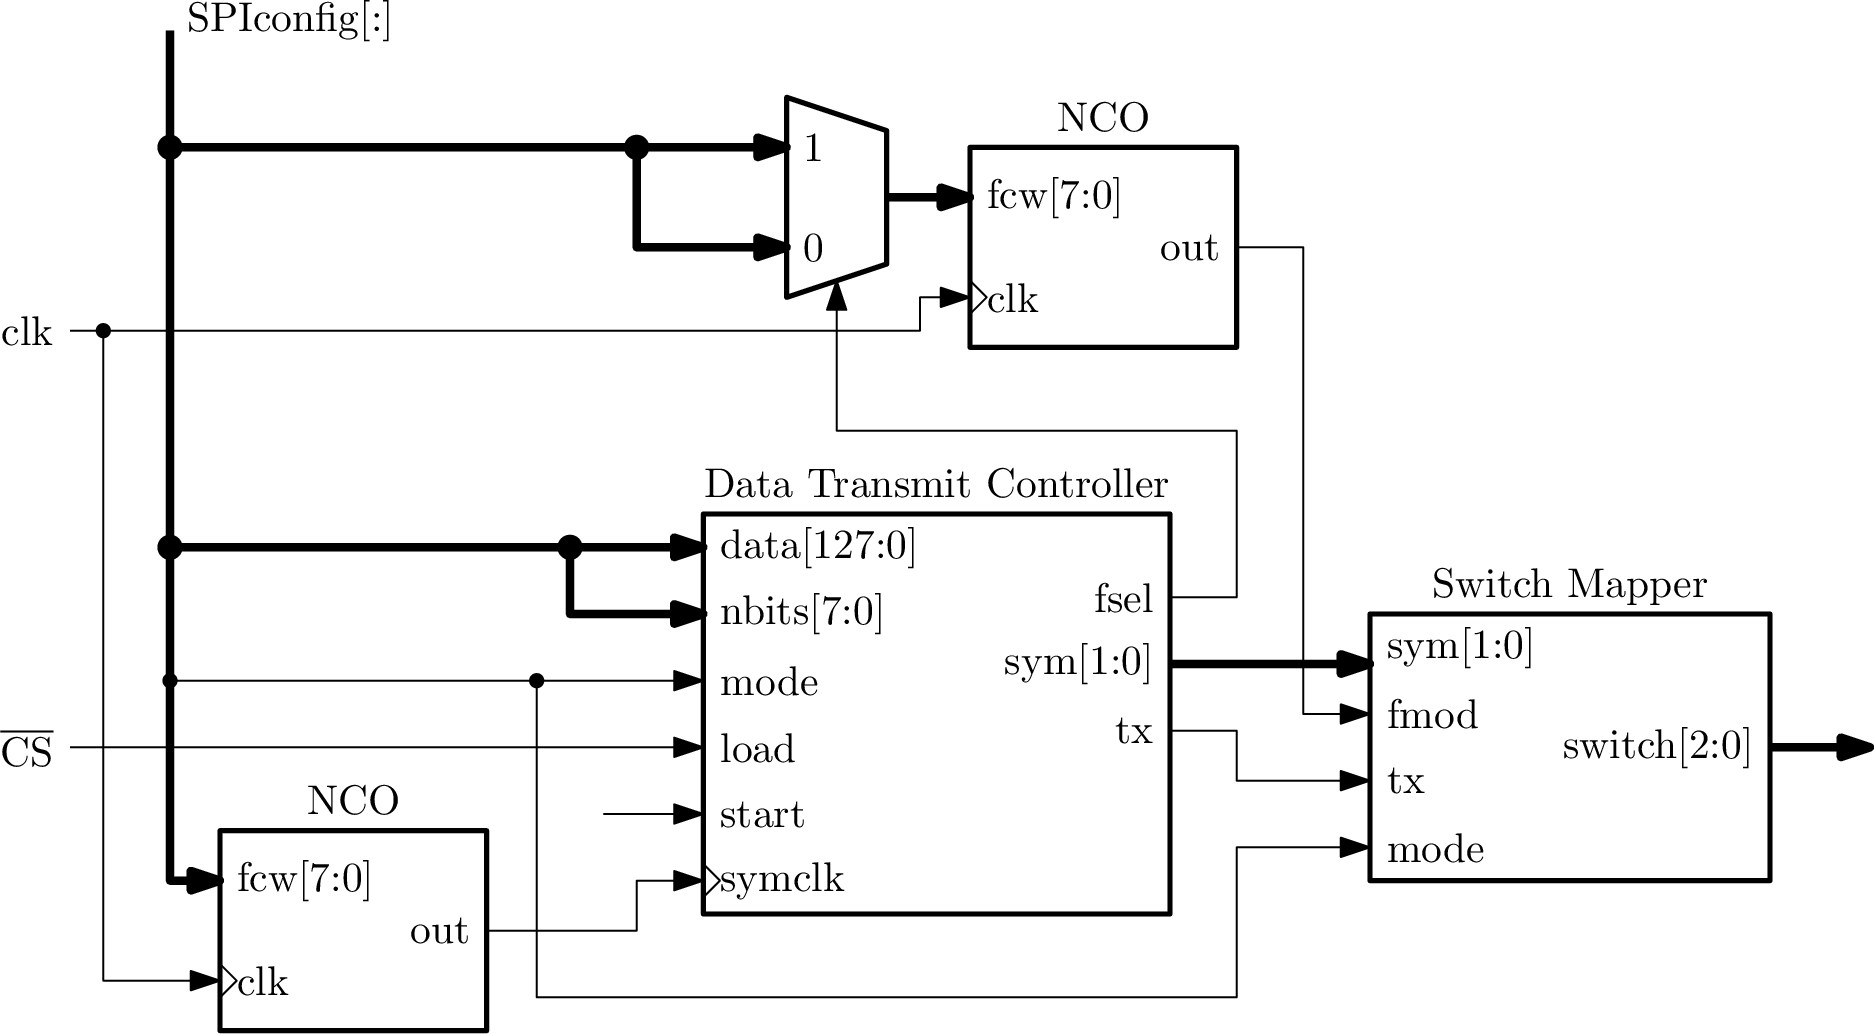 SPIconfig[:]
NCO
1
fcw[7:0]
out
0
clk
clk
Data Transmit Controller
data[127:0]
nbits[7:0]
fsel
sym[1:0]
mode
tx
load
start
symclk
Switch Mapper
sym[1:0]
fmod
switch[2:0]
tx
mode
C̅S̅
NCO
fcw[7:0]
out
clk